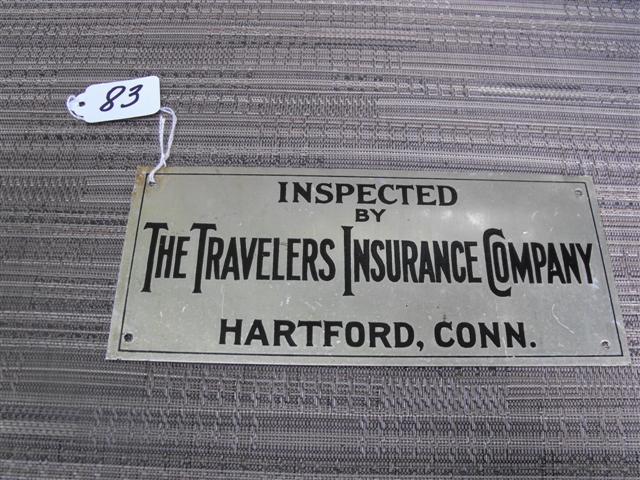 83
INSPECTED
BY
THE TRAVELERS INSURANCE COMPANY
HARTFORD, CONN.